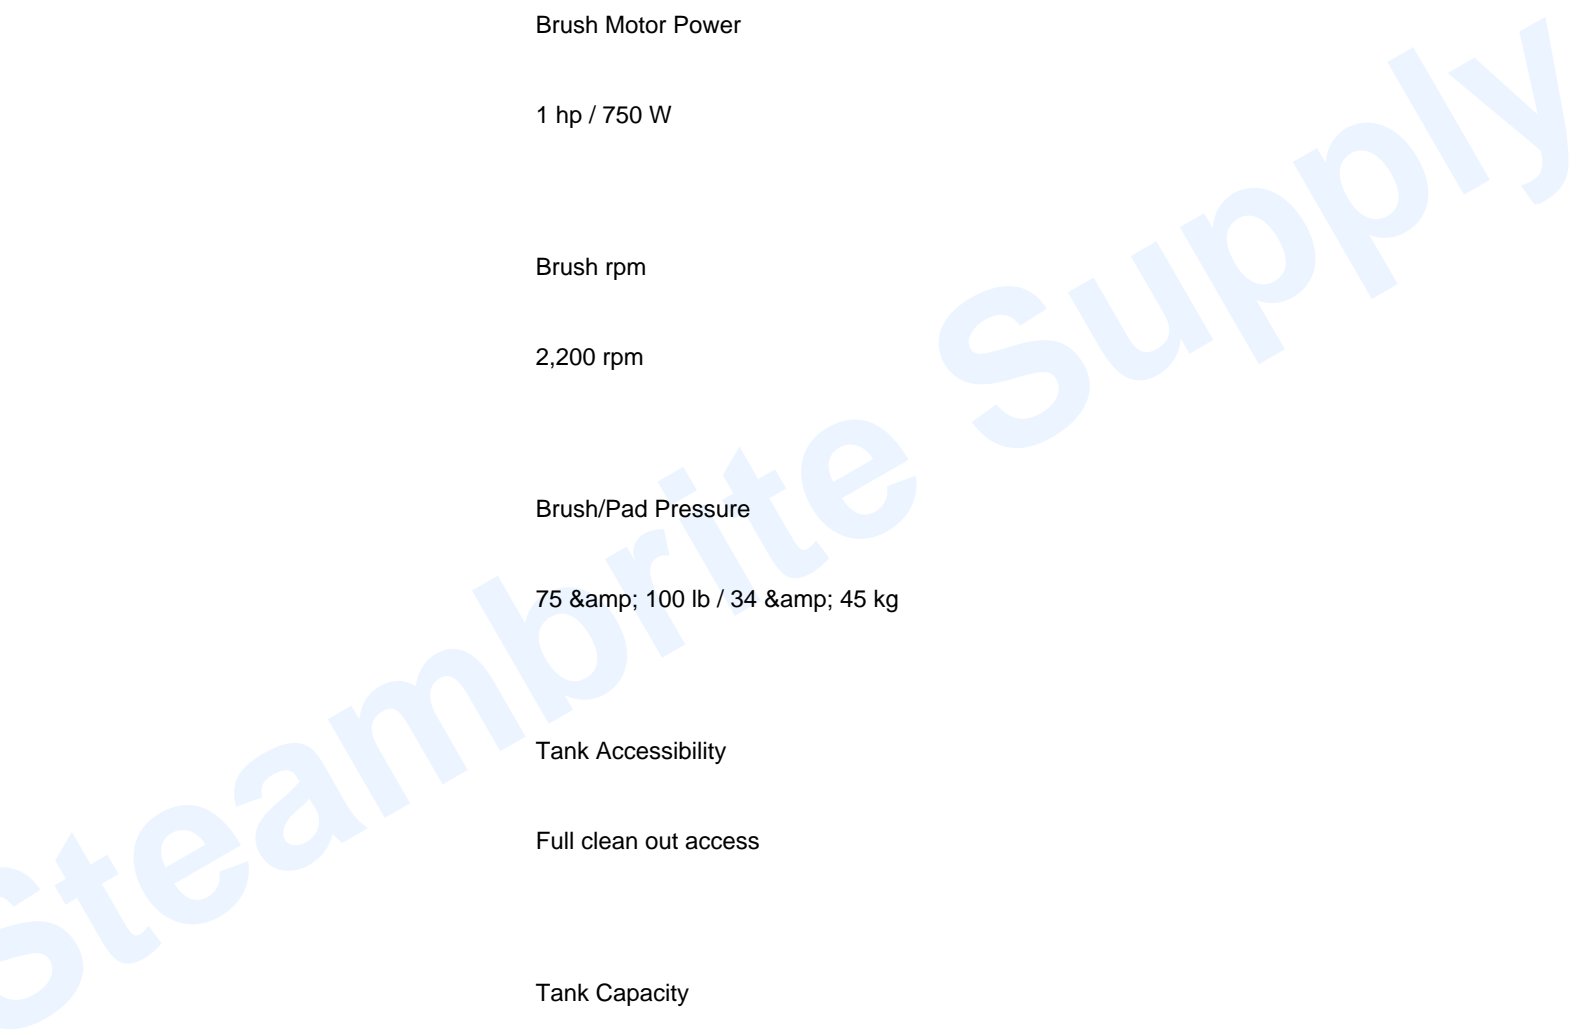 Brush Motor Power
1 hp / 750 W
Brush rpm
2,200 rpm
Brush/Pad Pressure
75 &amp; 100 lb / 34 &amp; 45 kg
Tank Accessibility
Full clean out access
Tank Capacity
Steambrite Supply